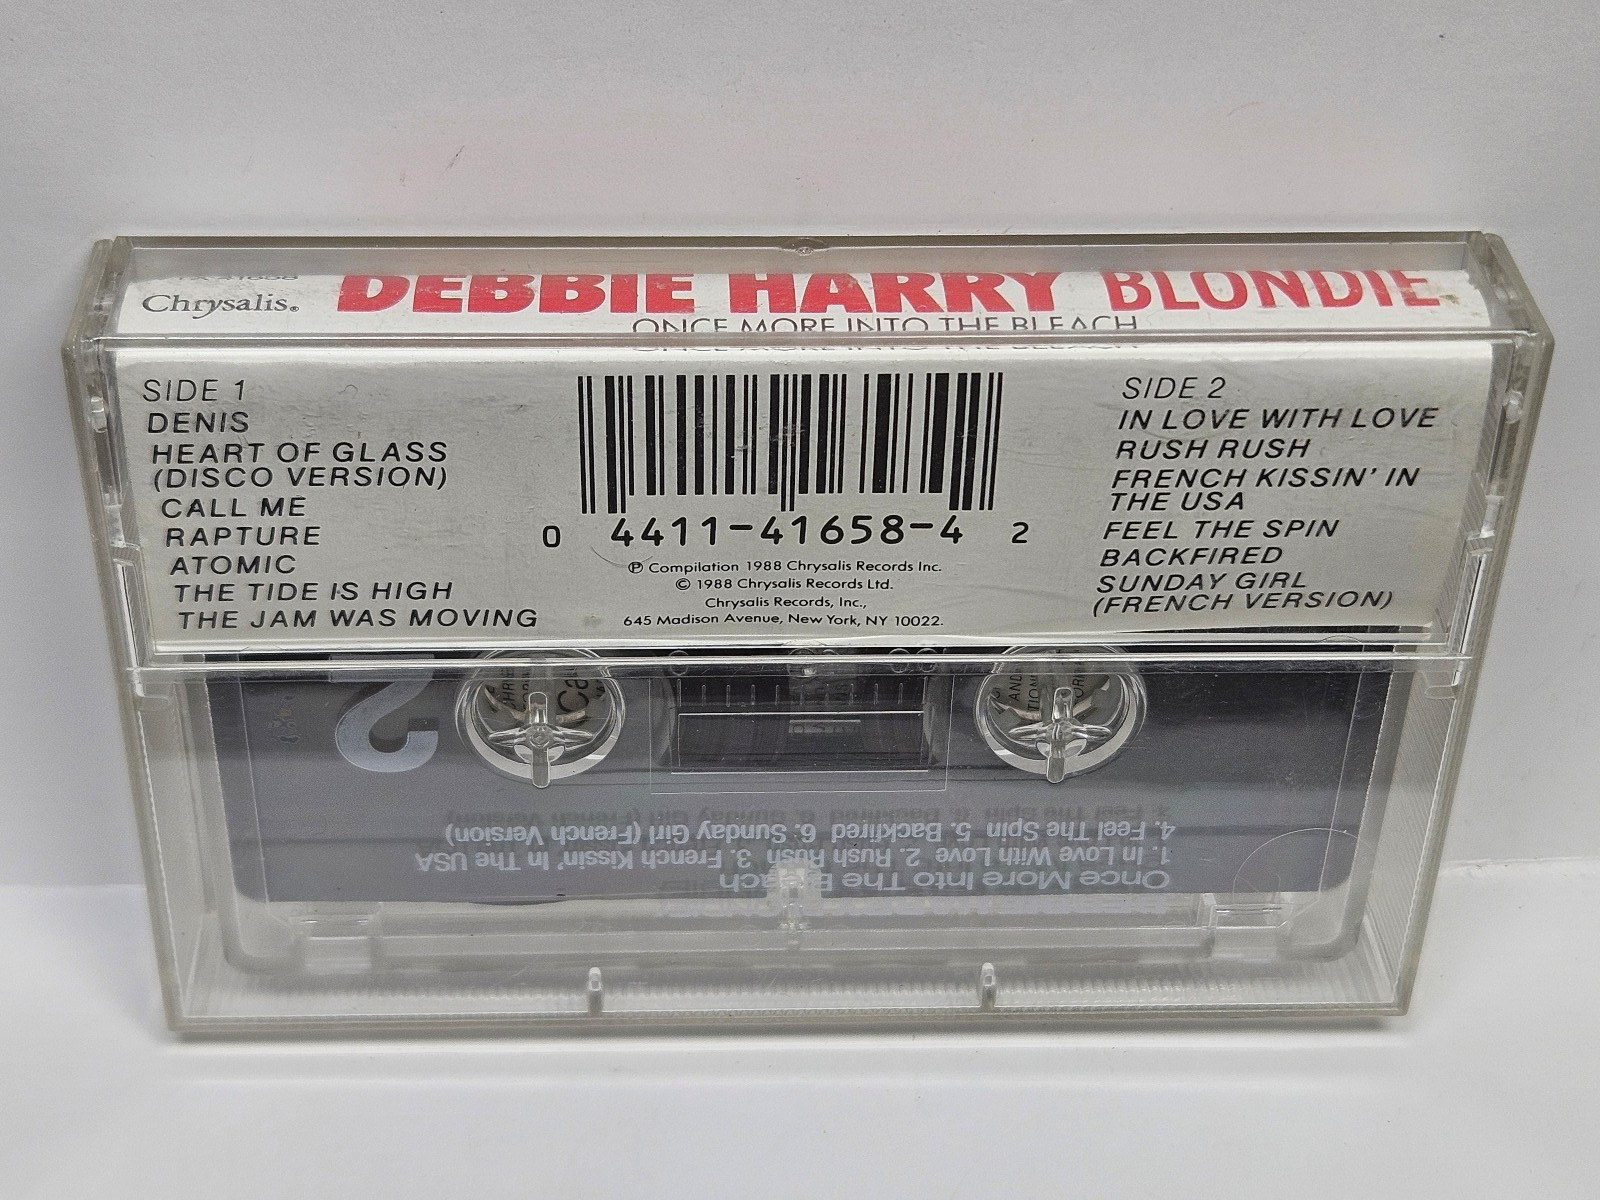 Chrysalis®
DEBBIE HARRY BLONDIE
ONCE MORE INTO THE BLEACH
SIDE 1
DENIS
HEART OF GLASS
(DISCO VERSION)
CALL ME
RAPTURE
ATOMIC
THE TIDE IS HIGH
THE JAM WAS MOVING
0 4411-41658-4 2
℗ Compilation 1988 Chrysalis Records Inc.
© 1988 Chrysalis Records Ltd.
Chrysalis Records, Inc.,
645 Madison Avenue, New York, NY 10022.
SIDE 2
IN LOVE WITH LOVE
RUSH RUSH
FRENCH KISSIN' IN
THE USA
FEEL THE SPIN
BACKFIRED
SUNDAY GIRL
(FRENCH VERSION)
2
Once More Into The Bleach
1. In Love With Love 2. Rush Rush 3. French Kissin' In The USA
4. Feel The Spin 5. Backfired 6. Sunday Girl (French Version)